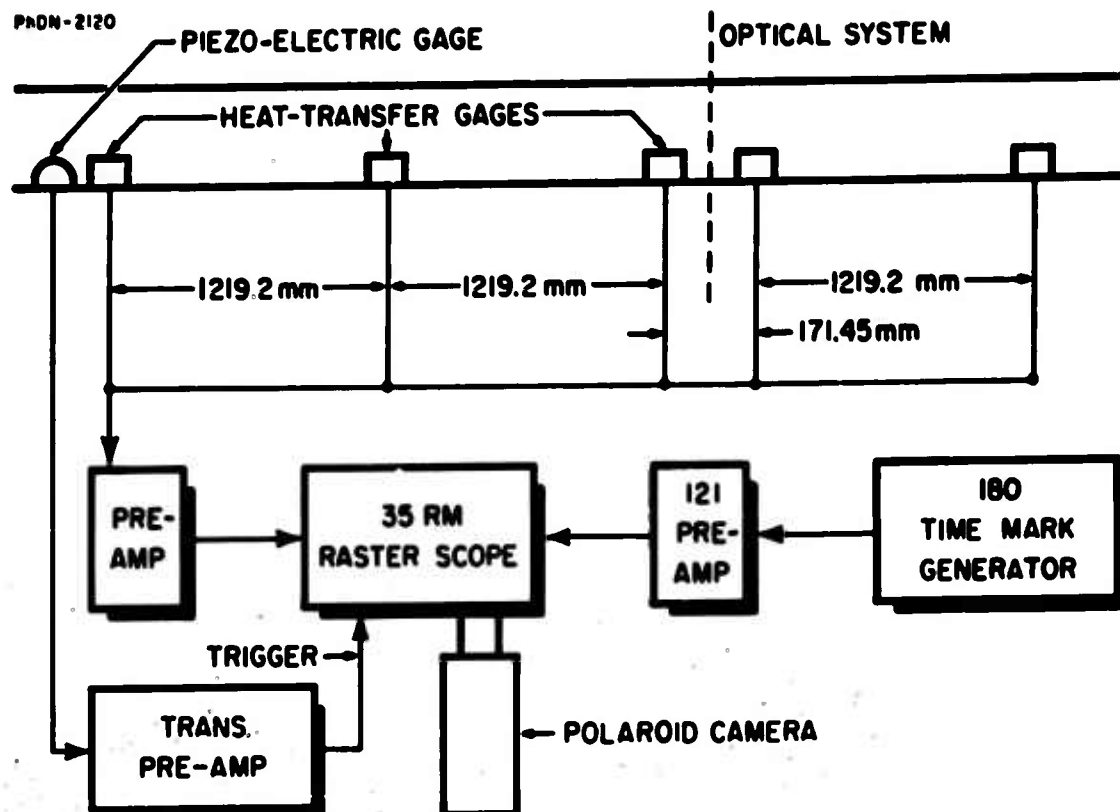 PADN-2120
PIEZO-ELECTRIC GAGE
OPTICAL SYSTEM
HEAT-TRANSFER GAGES
1219.2 mm
1219.2 mm
1219.2 mm
171.45 mm
PRE-
AMP
35 RM
RASTER SCOPE
121
PRE-
AMP
180
TIME MARK
GENERATOR
TRIGGER
TRANS.
PRE-AMP
POLAROID CAMERA